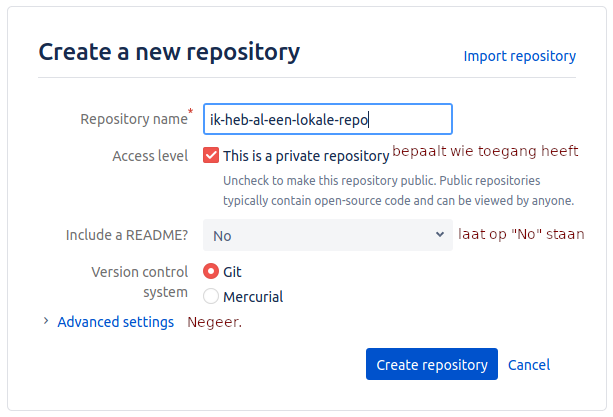 Create a new repository
Import repository
Repository name*
ik-heb-al-een-lokale-repo
Access level
This is a private repository bepaalt wie toegang heeft
Uncheck to make this repository public. Public repositories
typically contain open-source code and can be viewed by anyone.
Include a README?
No
laat op "No" staan
Version control
system
Git
Mercurial
Advanced settings Negeer.
Create repository
Cancel